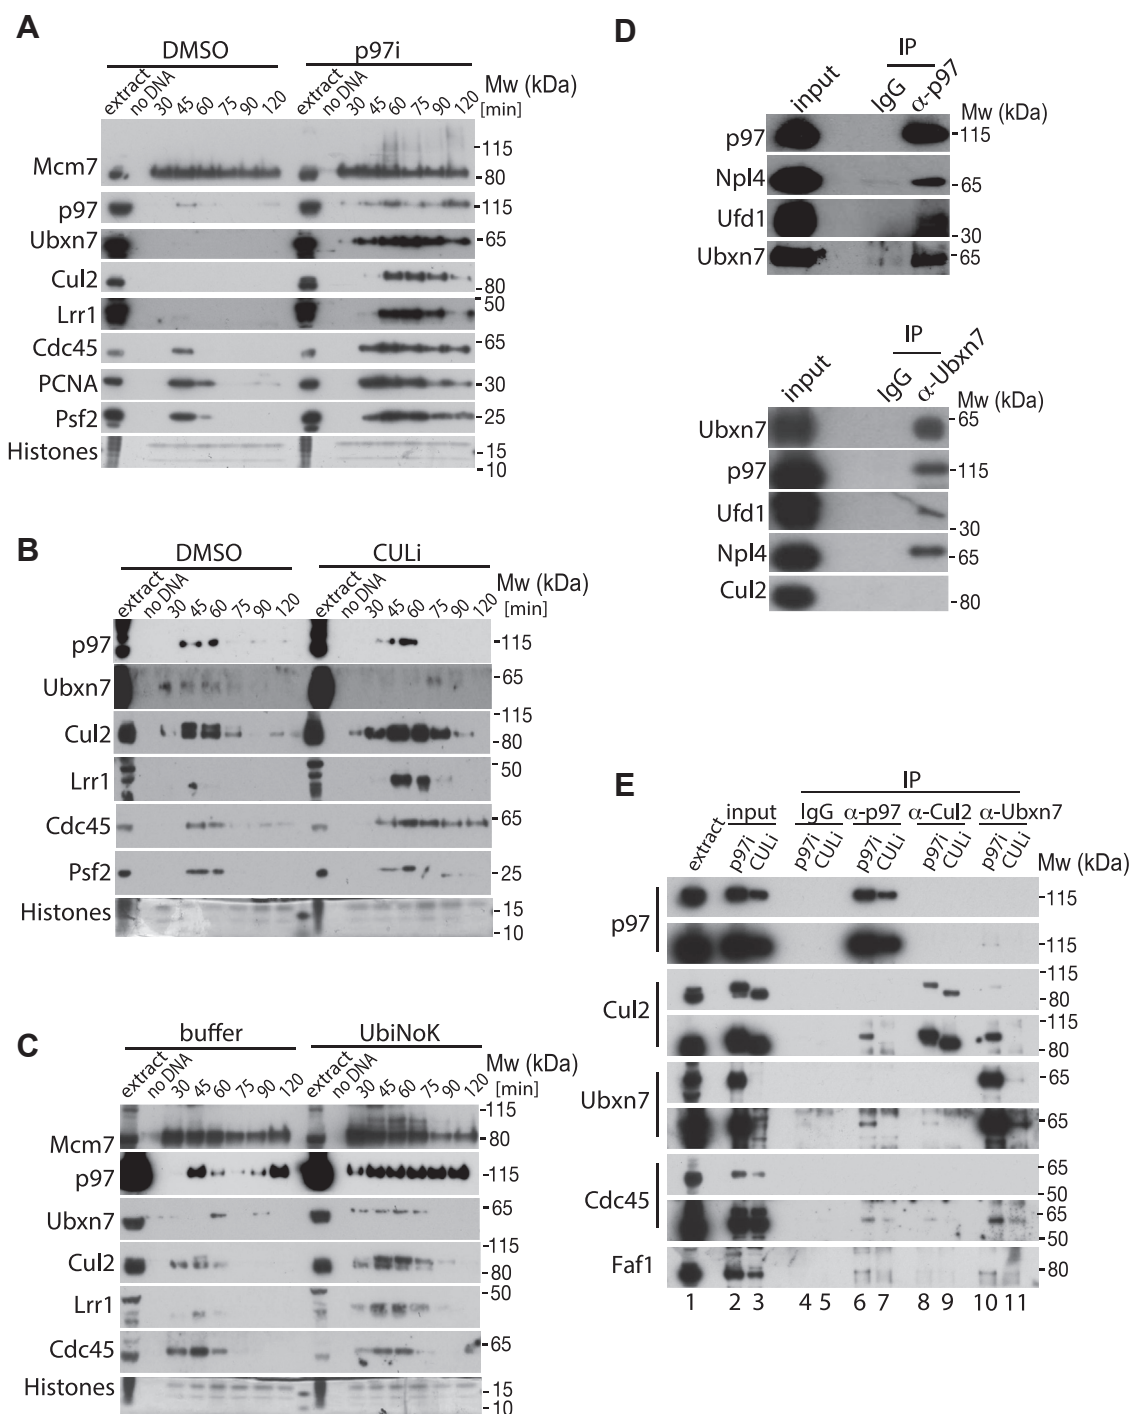 A
DMSO p97i
extract no DNA 30 45 60 75 90 120 extract no DNA 30 45 60 75 90 120 Mw (kDa)
[min]
Mcm7 -115
-80
p97 -115
Ubxn7 -65
Cul2 -80
Lrr1 -50
Cdc45 -65
PCNA -30
Psf2 -25
Histones -15
-10
B
DMSO CULi
extract no DNA 30 45 60 75 90 120 extract no DNA 30 45 60 75 90 120 Mw (kDa)
[min]
p97 -115
Ubxn7 -65
Cul2 -115
-80
Lrr1 -50
Cdc45 -65
Psf2 -25
Histones -15
-10
C
buffer UbiNoK
extract no DNA 30 45 60 75 90 120 extract no DNA 30 45 60 75 90 120 Mw (kDa)
[min]
Mcm7 -115
-80
p97 -115
Ubxn7 -65
Cul2 -115
-80
Lrr1 -50
Cdc45 -65
Histones -15
-10
D
IP
input IgG α-p97 Mw (kDa)
p97 -115
Npl4 -65
Ufd1 -30
Ubxn7 -65
IP
input IgG α-Ubxn7 Mw (kDa)
Ubxn7 -65
p97 -115
Ufd1 -30
Npl4 -65
Cul2 -80
E
IP
input IgG α-p97 α-Cul2 α-Ubxn7
extract p97i CULi p97i CULi p97i CULi p97i CULi p97i CULi Mw (kDa)
p97 -115
-115
Cul2 -115
-80
-115
-80
Ubxn7 -65
-65
Cdc45 -65
-50
-65
-50
Faf1 -80
1 2 3 4 5 6 7 8 9 10 11